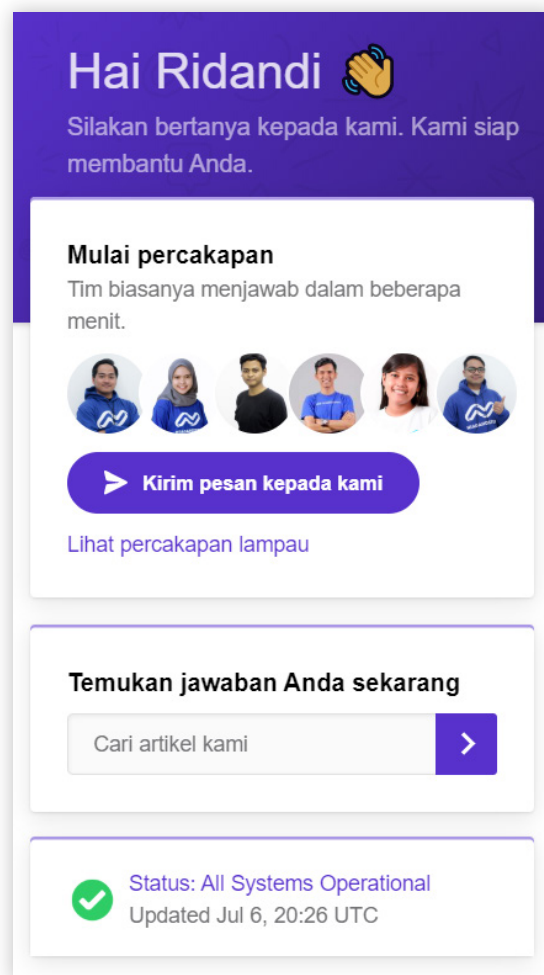 Hai Ridandi 👋
Silakan bertanya kepada kami. Kami siap
membantu Anda.
Mulai percakapan
Tim biasanya menjawab dalam beberapa
menit.
Kirim pesan kepada kami
Lihat percakapan lampau
Temukan jawaban Anda sekarang
Cari artikel kami
Status: All Systems Operational
Updated Jul 6, 20:26 UTC